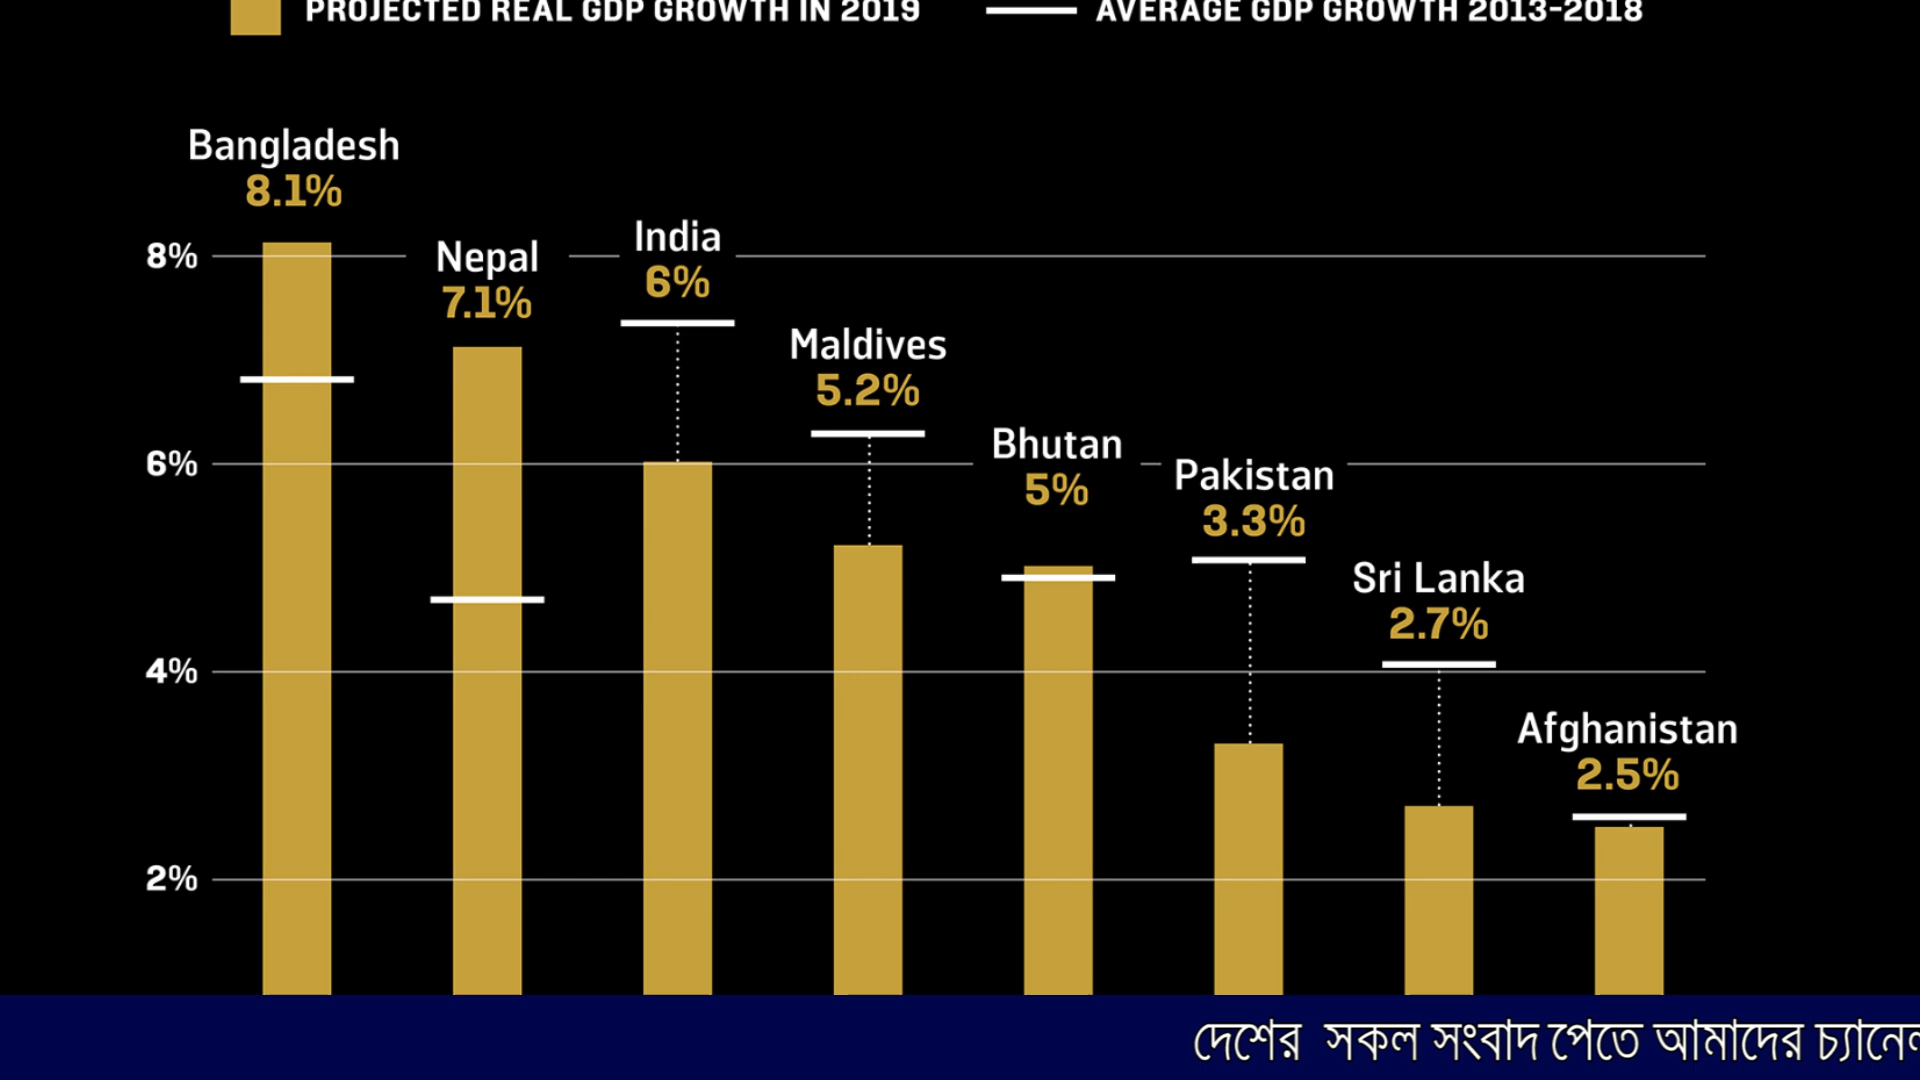 PROJECTED REAL GDP GROWTH IN 2019
AVERAGE GDP GROWTH 2013-2018
Bangladesh
8.1%
Nepal
7.1%
India
6%
Maldives
5.2%
Bhutan
5%
Pakistan
3.3%
Sri Lanka
2.7%
Afghanistan
2.5%
8%
6%
4%
2%
দেশের সকল সংবাদ পেতে আমাদের